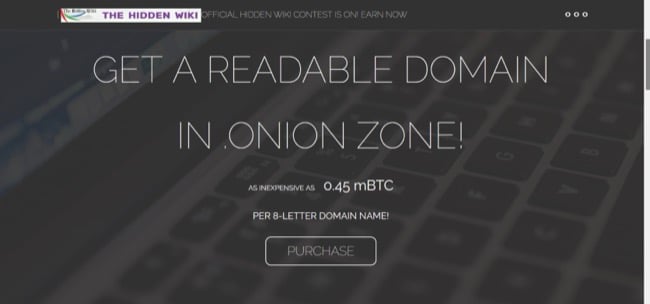 The Hidden Wiki
THE HIDDEN WIKI OFFICIAL HIDDEN WIKI CONTEST IS ON! EARN NOW
GET A READABLE DOMAIN
IN .ONION ZONE!
AS INEXPENSIVE AS 0.45 mBTC
PER 8-LETTER DOMAIN NAME!
PURCHASE